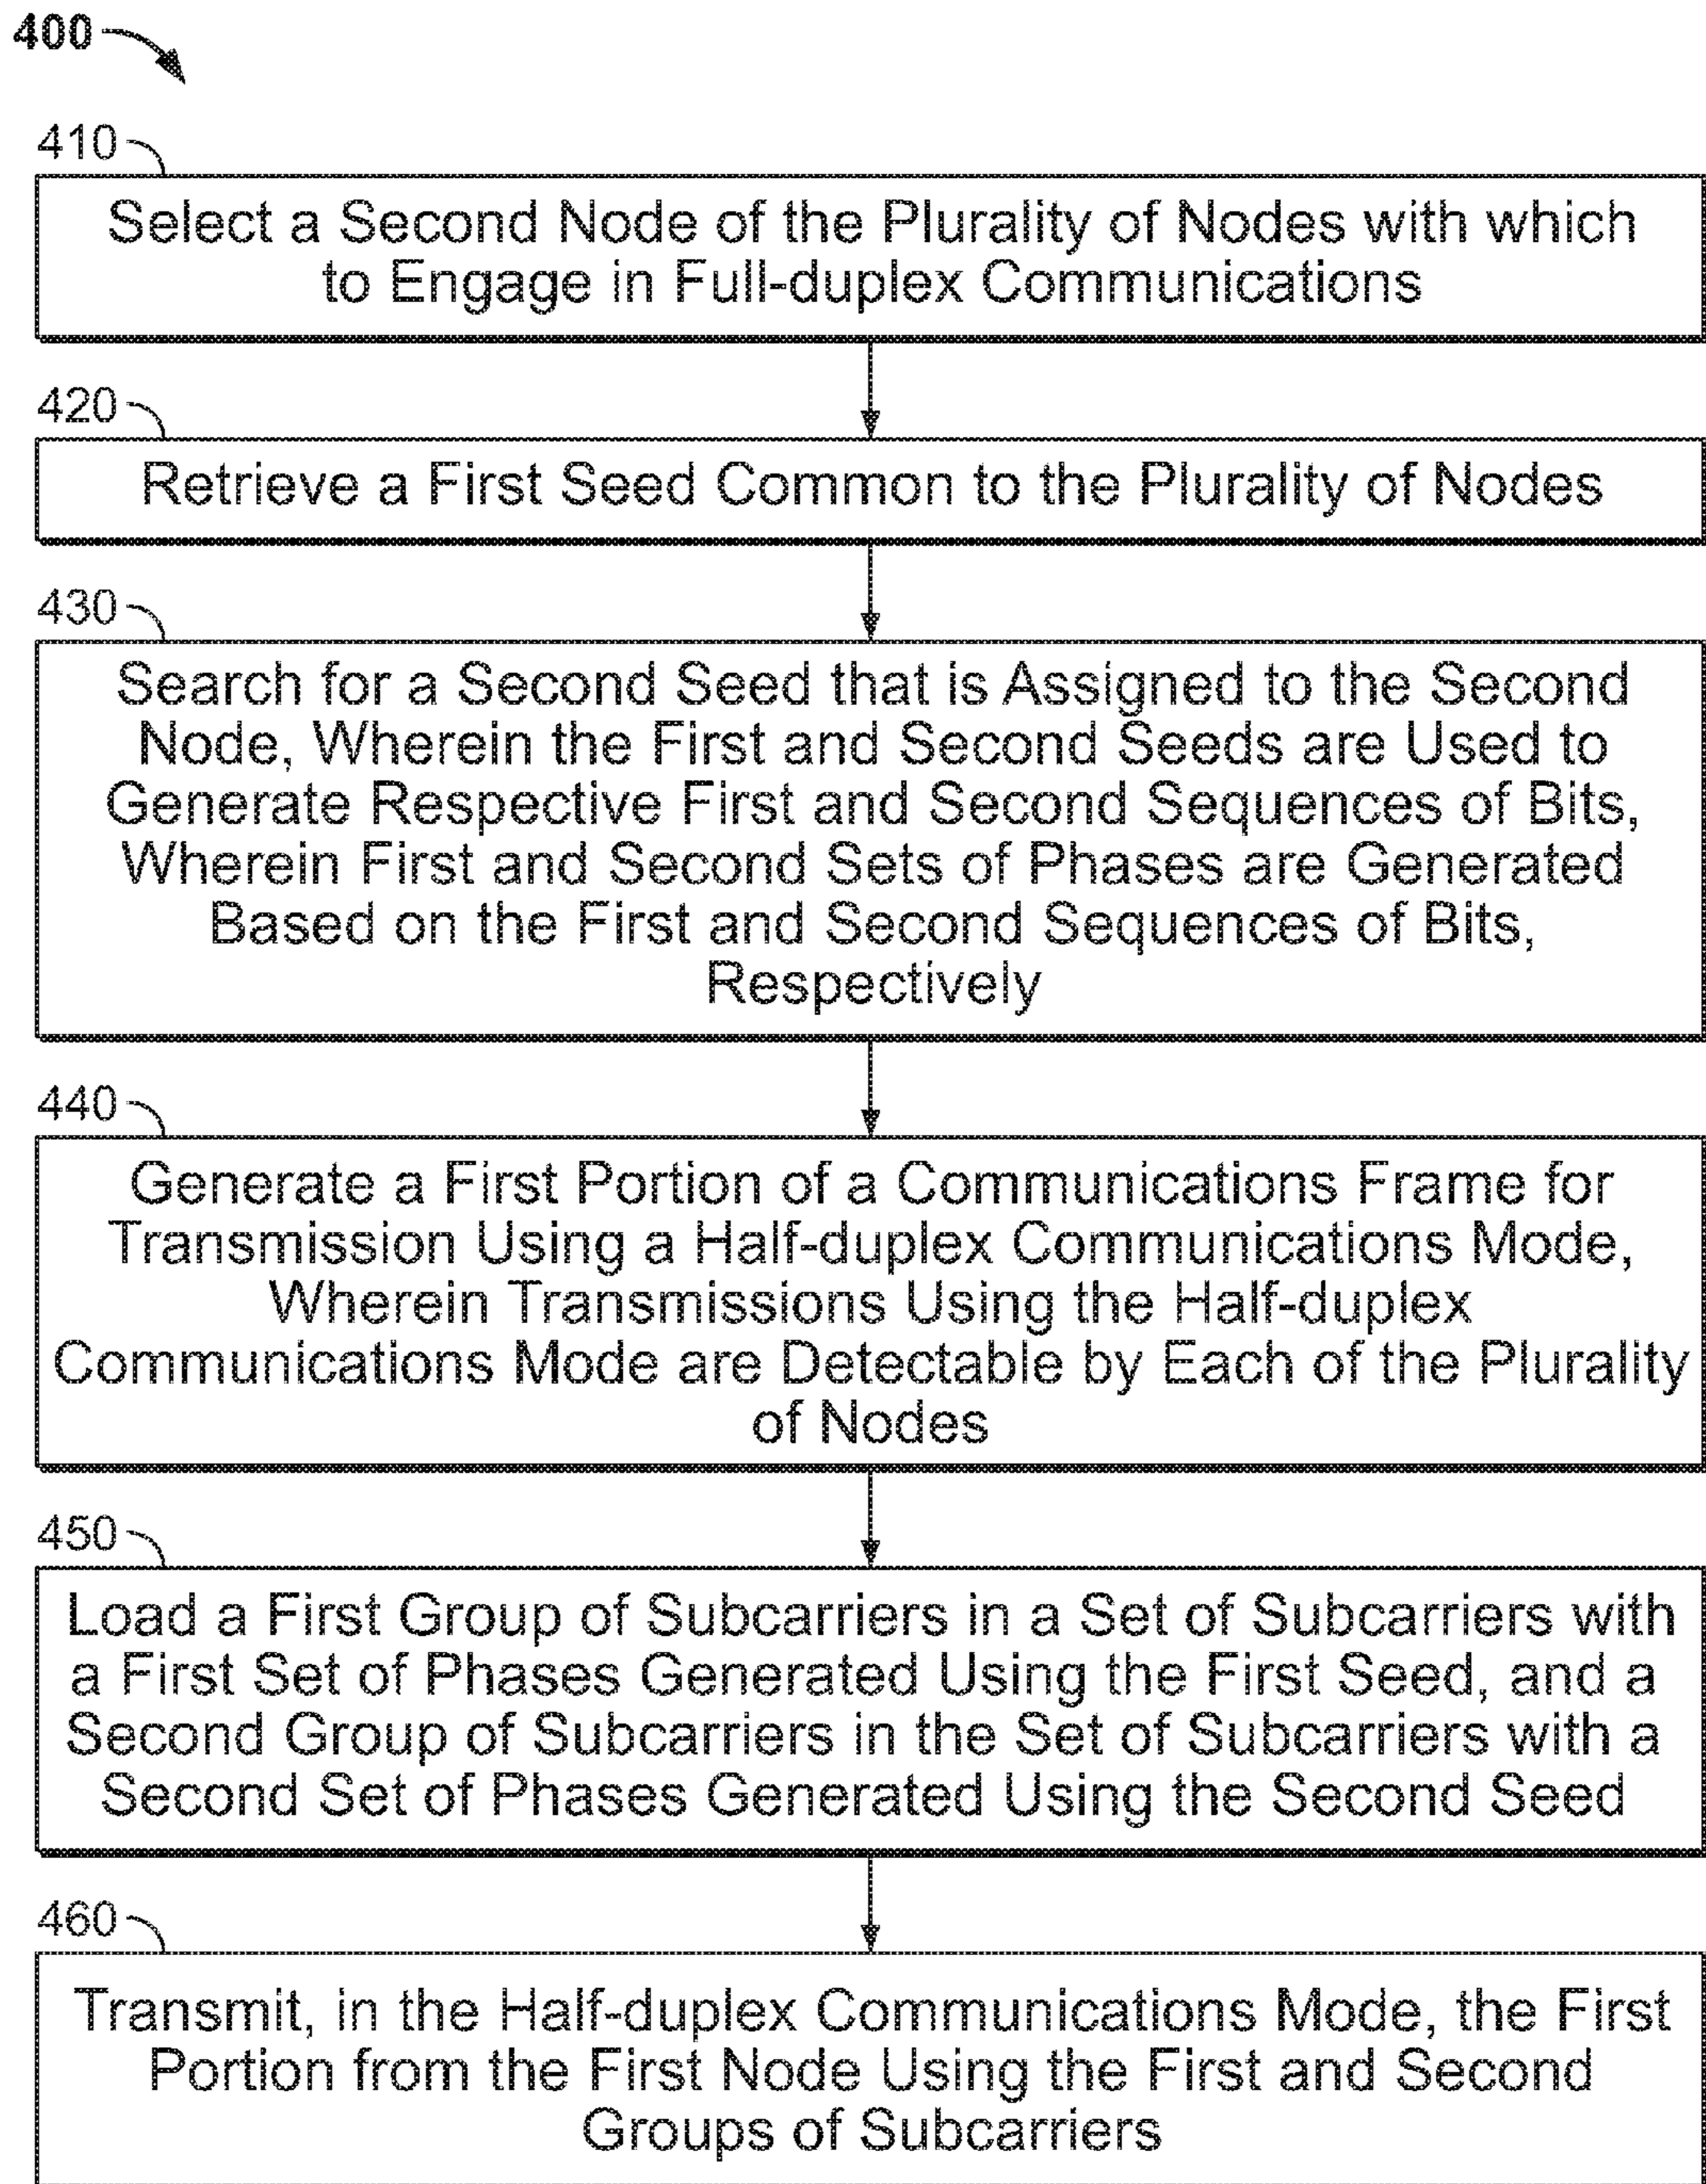 400
410
Select a Second Node of the Plurality of Nodes with which
to Engage in Full-duplex Communications
420
Retrieve a First Seed Common to the Plurality of Nodes
430
Search for a Second Seed that is Assigned to the Second
Node, Wherein the First and Second Seeds are Used to
Generate Respective First and Second Sequences of Bits,
Wherein First and Second Sets of Phases are Generated
Based on the First and Second Sequences of Bits,
Respectively
440
Generate a First Portion of a Communications Frame for
Transmission Using a Half-duplex Communications Mode,
Wherein Transmissions Using the Half-duplex
Communications Mode are Detectable by Each of the Plurality
of Nodes
450
Load a First Group of Subcarriers in a Set of Subcarriers with
a First Set of Phases Generated Using the First Seed, and a
Second Group of Subcarriers in the Set of Subcarriers with a
Second Set of Phases Generated Using the Second Seed
460
Transmit, in the Half-duplex Communications Mode, the First
Portion from the First Node Using the First and Second
Groups of Subcarriers